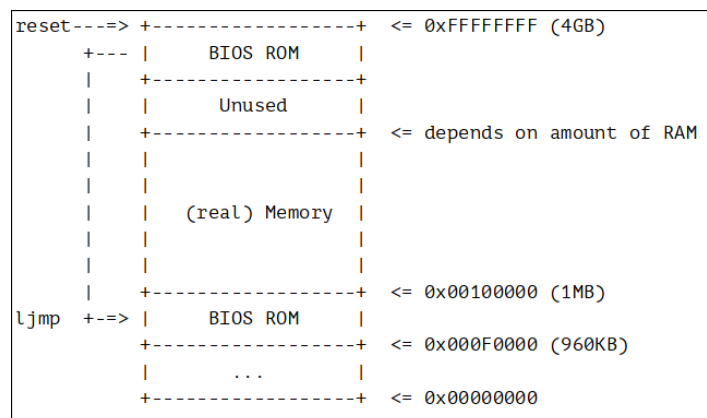 reset---=> +------------------+ <= 0xFFFFFFFF (4GB)
      +--- |     BIOS ROM     |
      |    +------------------+
      |    |      Unused      |
      |    +------------------+ <= depends on amount of RAM
      |    |                  |
      |    |                  |
      |    |   (real) Memory  |
      |    |                  |
      |    |                  |
      |    +------------------+ <= 0x00100000 (1MB)
ljmp  +-=> |     BIOS ROM     |
           +------------------+ <= 0x000F0000 (960KB)
           |       ...        |
           +------------------+ <= 0x00000000